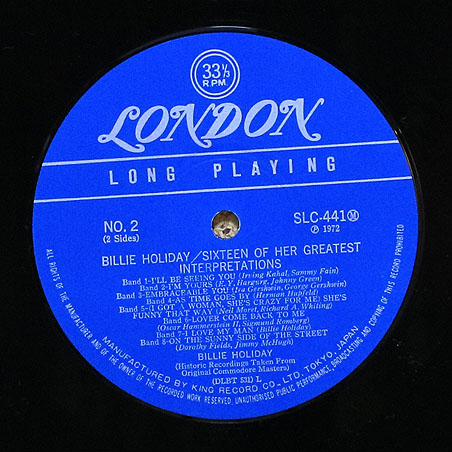 33 1/3
RPM
LONDON
LONG PLAYING
NO. 2
(2 Sides)
SLC-441 Ⓜ
℗ 1972
BILLIE HOLIDAY/SIXTEEN OF HER GREATEST
INTERPRETATIONS
Band 1-I'LL BE SEEING YOU (Irving Kahal, Sammy Fain)
Band 2-I'M YOURS (E. Y. Hargurg, Johnny Green)
Band 3-EMBRACEABLE YOU (Ira Gershwin, George Gershwin)
Band 4-AS TIME GOES BY (Herman Hupfeld)
Band 5-(I GOT A WOMAN, SHE'S CRAZY FOR ME) SHE'S
FUNNY THAT WAY (Neil Moret, Richard A. Whiting)
Band 6-LOVER COME BACK TO ME
(Oscar Hammerstein II, Sigmund Romberg)
Band 7-I LOVE MY MAN (Billie Holiday)
Band 8-ON THE SUNNY SIDE OF THE STREET
(Dorothy Fields, Jimmy McHugh)
BILLIE HOLIDAY
(Historic Recordings Taken From
Original Commodore Masters)
(DLBT 531) L
MANUFACTURED BY KING RECORD CO., LTD., TOKYO, JAPAN
ALL RIGHTS OF THE MANUFACTURER AND OF THE OWNER OF THE RECORDED WORK RESERVED. UNAUTHORISED PUBLIC PERFORMANCE, BROADCASTING AND COPYING OF THIS RECORD PROHIBITED